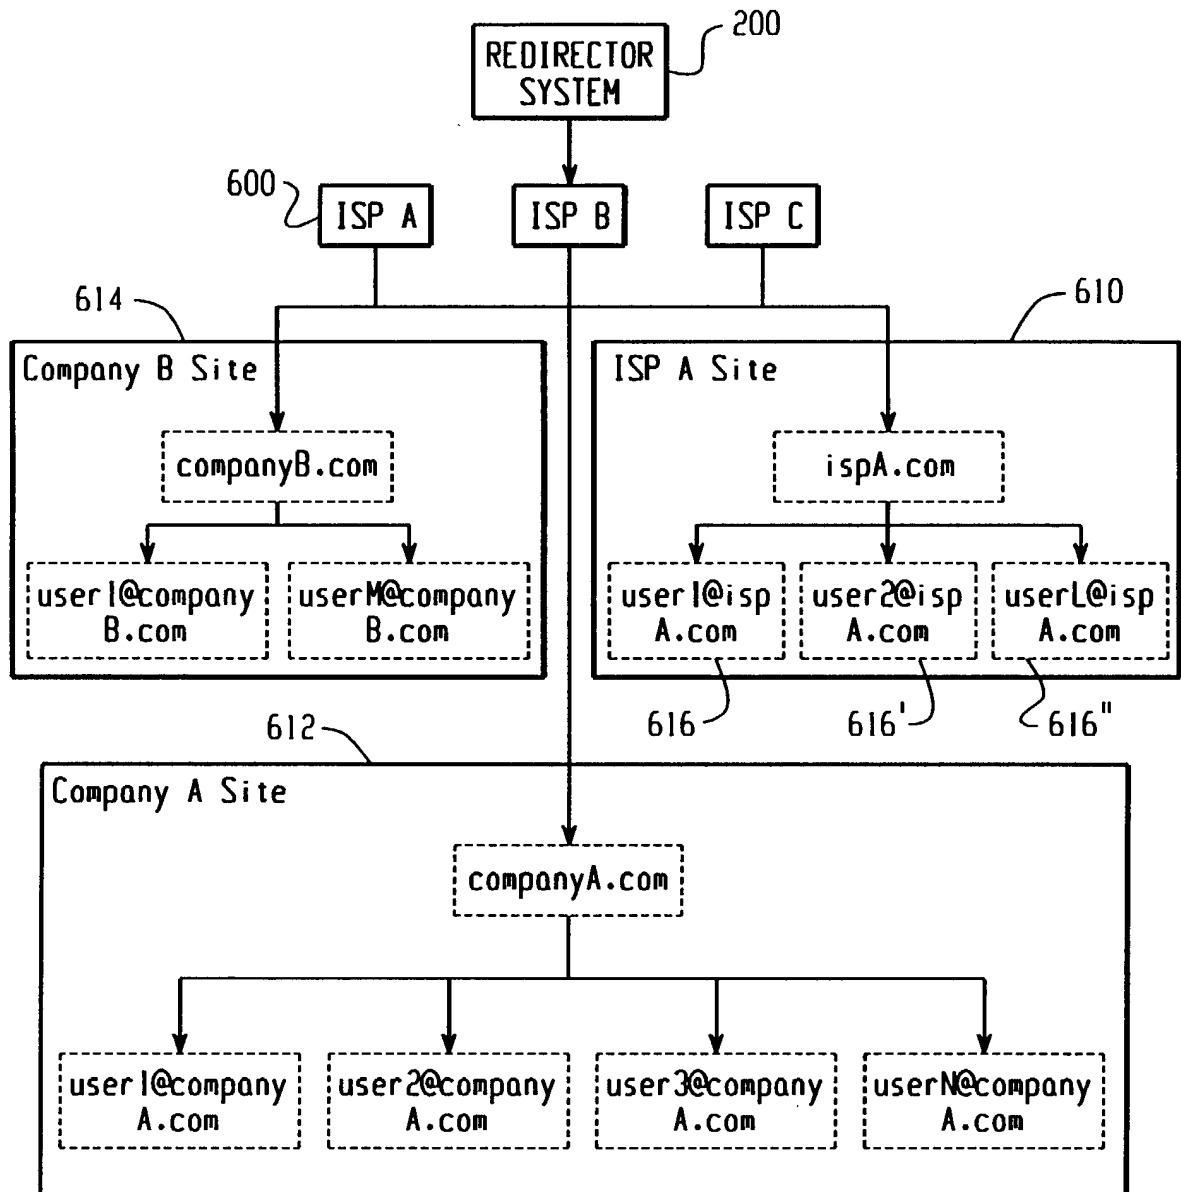 200
REDIRECTOR
SYSTEM
600
ISP A
ISP B
ISP C
614
610
Company B Site
ISP A Site
companyB.com
ispA.com
user1@company
B.com
userM@company
B.com
user1@isp
A.com
user2@isp
A.com
userL@isp
A.com
616
616'
616"
612
Company A Site
companyA.com
user1@company
A.com
user2@company
A.com
user3@company
A.com
userN@company
A.com